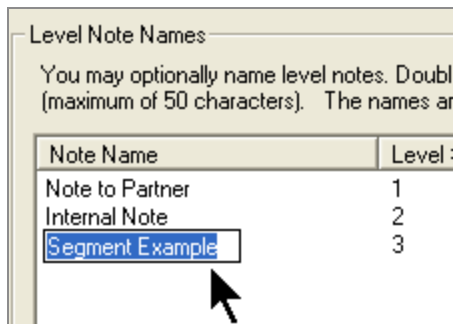 Level Note Names
You may optionally name level notes. Doubl
(maximum of 50 characters). The names ar
Note Name Level
Note to Partner 1
Internal Note 2
Segment Example 3